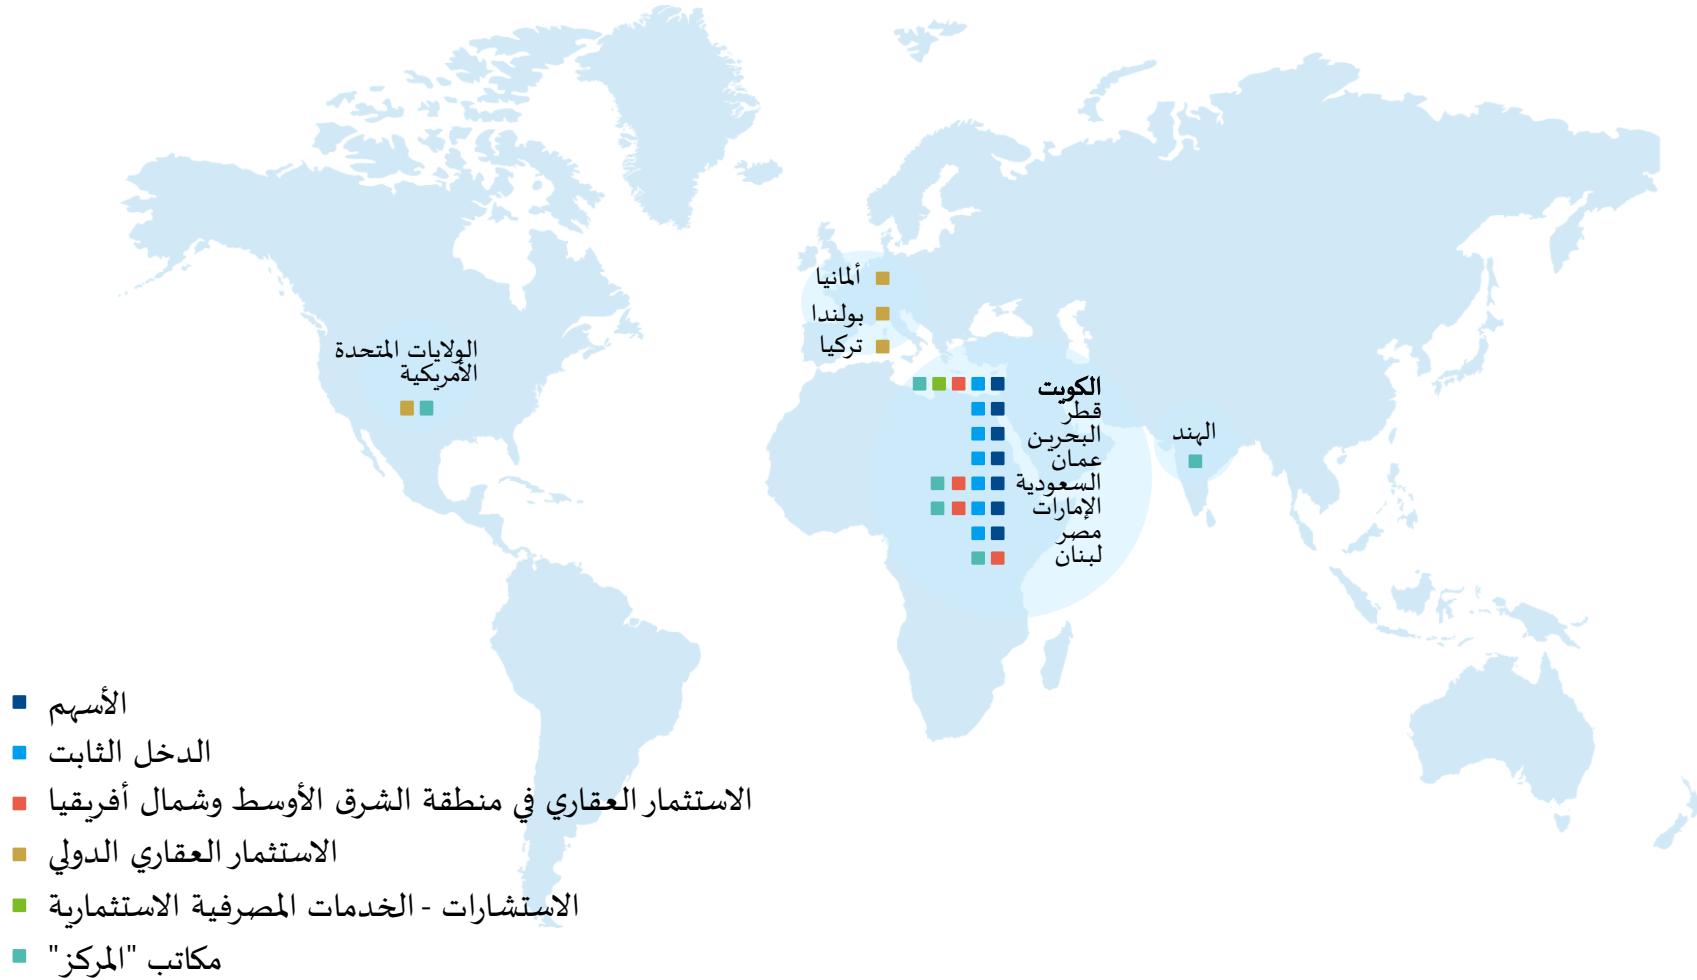 ألمانيا
بولندا
تركيا
الولايات المتحدة
الأمريكية
الكويت
قطر
البحرين
عمان
السعودية
الإمارات
مصر
لبنان
الهند
الأسهم
الدخل الثابت
الاستثمار العقاري في منطقة الشرق الأوسط وشمال أفريقيا
الاستثمار العقاري الدولي
الاستشارات - الخدمات المصرفية الاستثمارية
مكاتب "المركز"